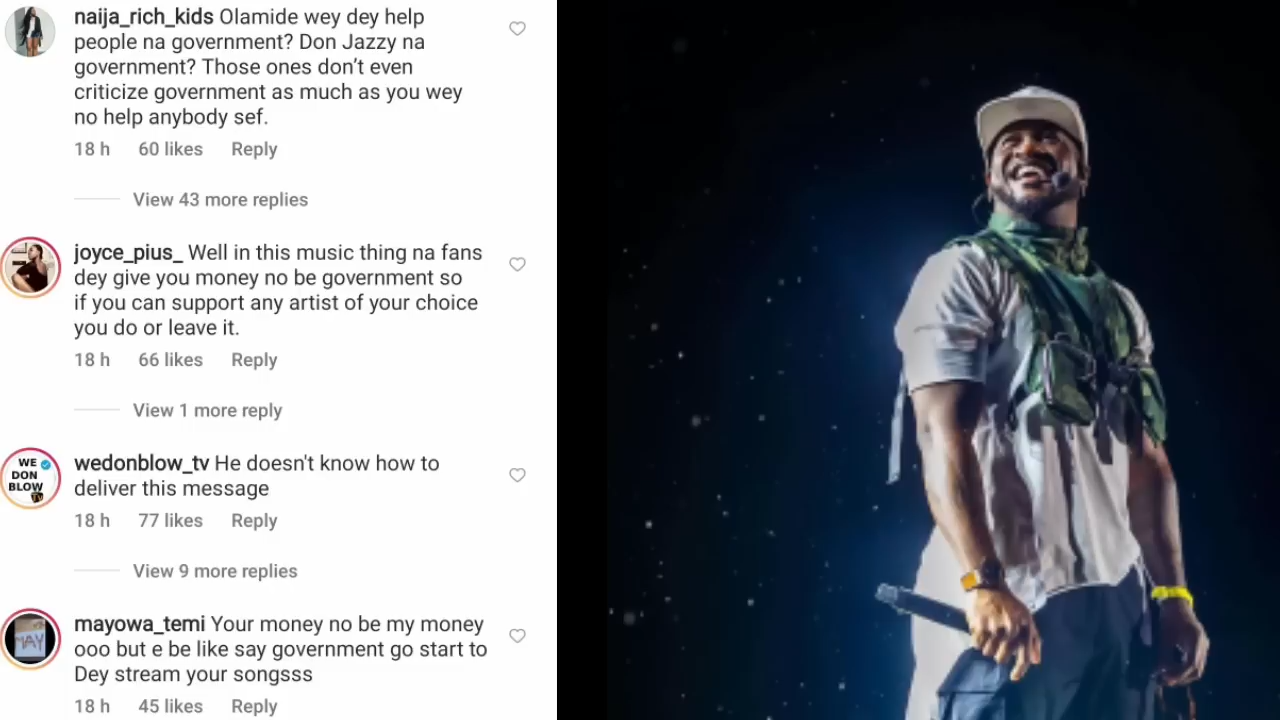 naija_rich_kids Olamide wey dey help
people na government? Don Jazzy na
government? Those ones don’t even
criticize government as much as you wey
no help anybody sef.
18 h 60 likes Reply
View 43 more replies
joyce_pius_ Well in this music thing na fans
dey give you money no be government so
if you can support any artist of your choice
you do or leave it.
18 h 66 likes Reply
View 1 more reply
WE
DON
BLOW
TV
wedonblow_tv He doesn't know how to
deliver this message
18 h 77 likes Reply
View 9 more replies
MAY
mayowa_temi Your money no be my money
ooo but e be like say government go start to
Dey stream your songsss
18 h 45 likes Reply